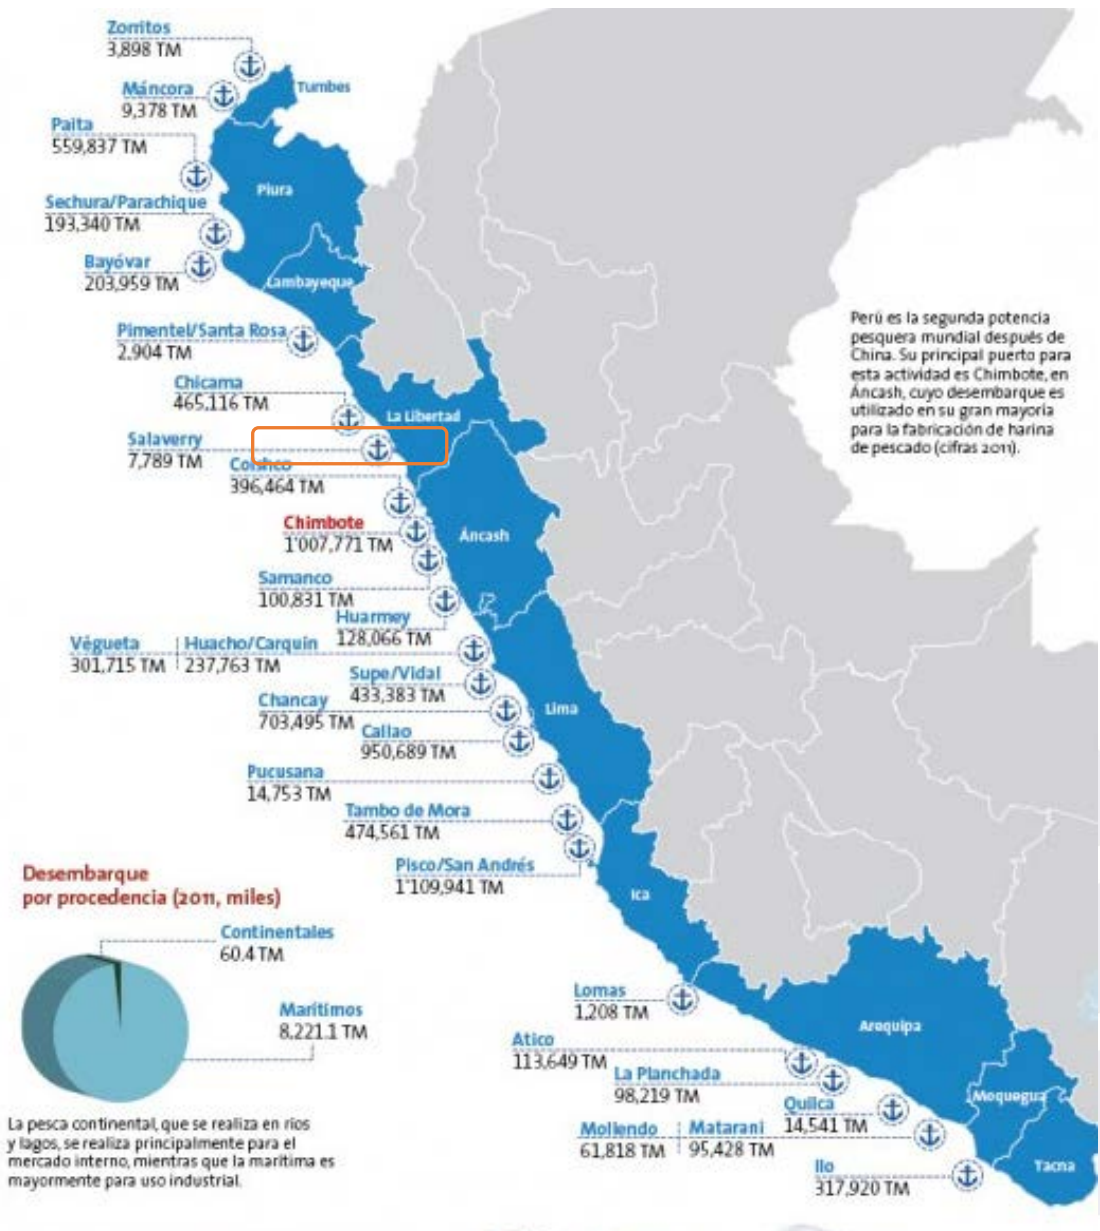 Zorritos
3,898 TM
Tumbes
Máncora
9,378 TM
Paita
559,837 TM
Piura
Sechura/Parachique
193,340 TM
Bayóvar
203,959 TM
Lambayeque
Pimentel/Santa Rosa
2,904 TM
Chicama
465,116 TM
La Libertad
Salaverry
7,789 TM
Coishco
396,464 TM
Chimbote
1'007,771 TM
Áncash
Samanco
100,831 TM
Huarmey
128,066 TM
Végueta
301,715 TM
Huacho/Carquín
237,763 TM
Supe/Vidal
433,383 TM
Chancay
703,495 TM
Lima
Callao
950,689 TM
Pucusana
14,753 TM
Tambo de Mora
474,561 TM
Pisco/San Andrés
1'109,941 TM
Ica
Lomas
1,208 TM
Arequipa
Atico
113,649 TM
La Planchada
98,219 TM
Quilca
14,541 TM
Moquegua
Mollendo
61,818 TM
Matarani
95,428 TM
Ilo
317,920 TM
Tacna
Perú es la segunda potencia
pesquera mundial después de
China. Su principal puerto para
esta actividad es Chimbote, en
Áncash, cuyo desembarque es
utilizado en su gran mayoría
para la fabricación de harina
de pescado (cifras 2011).
Desembarque
por procedencia (2011, miles)
Continentales
60.4 TM
Marítimos
8,221.1 TM
La pesca continental, que se realiza en ríos
y lagos, se realiza principalmente para el
mercado interno, mientras que la marítima es
mayormente para uso industrial.